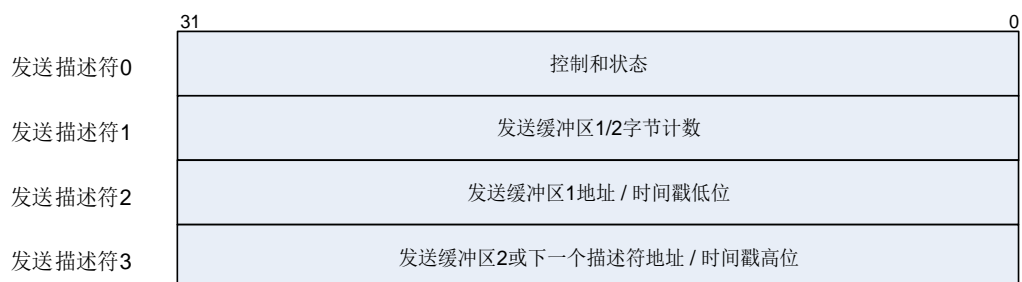 31 0
发送描述符0
控制和状态
发送描述符1
发送缓冲区1/2字节计数
发送描述符2
发送缓冲区1地址 / 时间戳低位
发送描述符3
发送缓冲区2或下一个描述符地址 / 时间戳高位